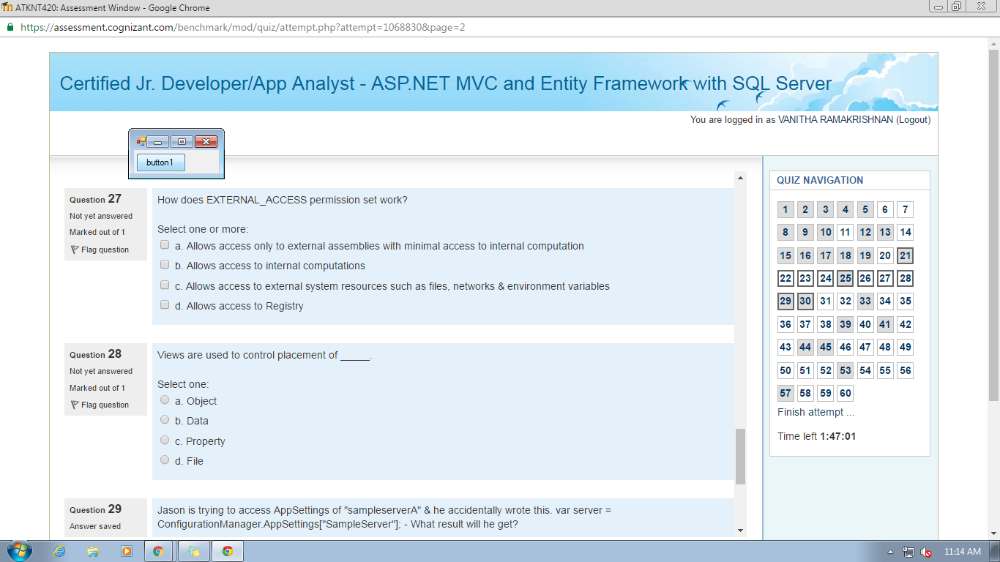 ATKNT420: Assessment Window - Google Chrome
https://assessment.cognizant.com/benchmark/mod/quiz/attempt.php?attempt=1068830&page=2
Certified Jr. Developer/App Analyst - ASP.NET MVC and Entity Framework with SQL Server
You are logged in as VANITHA RAMAKRISHNAN (Logout)
button1
Question 27
Not yet answered
Marked out of 1
Flag question
How does EXTERNAL_ACCESS permission set work?
Select one or more:
a. Allows access only to external assemblies with minimal access to internal computation
b. Allows access to internal computations
c. Allows access to external system resources such as files, networks & environment variables
d. Allows access to Registry
Question 28
Not yet answered
Marked out of 1
Flag question
Views are used to control placement of _____.
Select one:
a. Object
b. Data
c. Property
d. File
Question 29
Answer saved
Jason is trying to access AppSettings of "sampleserverA" & he accidentally wrote this. var server =
ConfigurationManager.AppSettings["SampleServer"]; - What result will he get?
QUIZ NAVIGATION
1 2 3 4 5 6 7
8 9 10 11 12 13 14
15 16 17 18 19 20 21
22 23 24 25 26 27 28
29 30 31 32 33 34 35
36 37 38 39 40 41 42
43 44 45 46 47 48 49
50 51 52 53 54 55 56
57 58 59 60
Finish attempt ...
Time left 1:47:01
11:14 AM